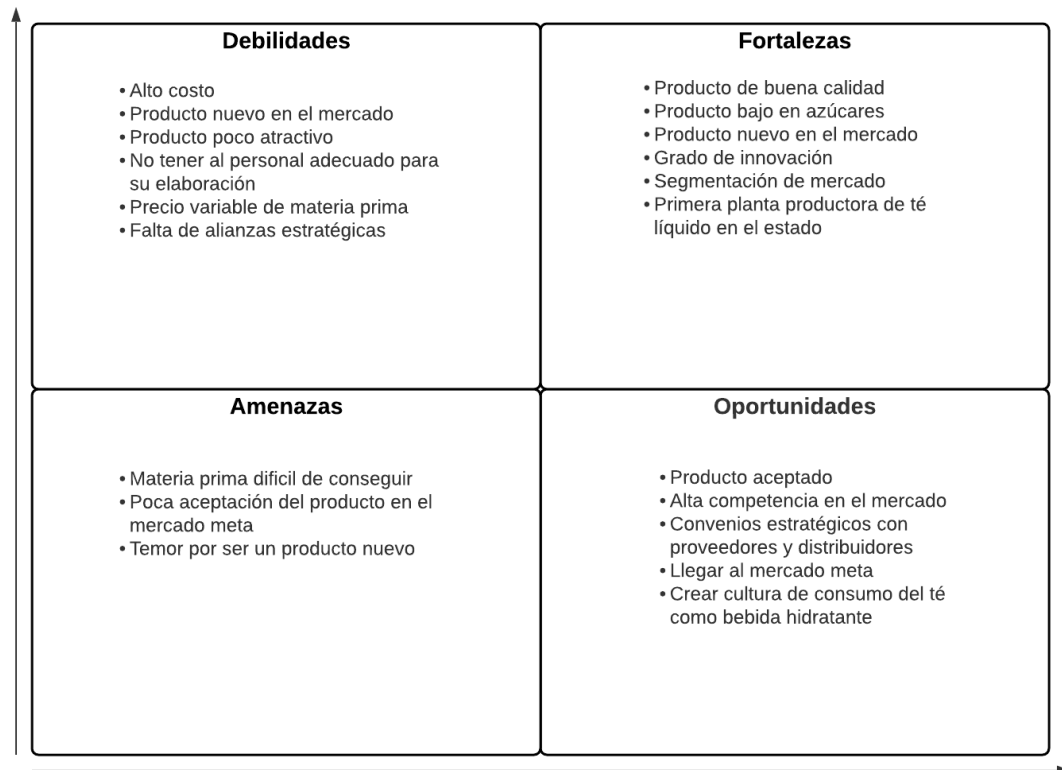 Debilidades
• Alto costo
• Producto nuevo en el mercado
• Producto poco atractivo
• No tener al personal adecuado para
su elaboración
• Precio variable de materia prima
• Falta de alianzas estratégicas
Fortalezas
• Producto de buena calidad
• Producto bajo en azúcares
• Producto nuevo en el mercado
• Grado de innovación
• Segmentación de mercado
• Primera planta productora de té
líquido en el estado
Amenazas
• Materia prima dificil de conseguir
• Poca aceptación del producto en el
mercado meta
• Temor por ser un producto nuevo
Oportunidades
• Producto aceptado
• Alta competencia en el mercado
• Convenios estratégicos con
proveedores y distribuidores
• Llegar al mercado meta
• Crear cultura de consumo del té
como bebida hidratante